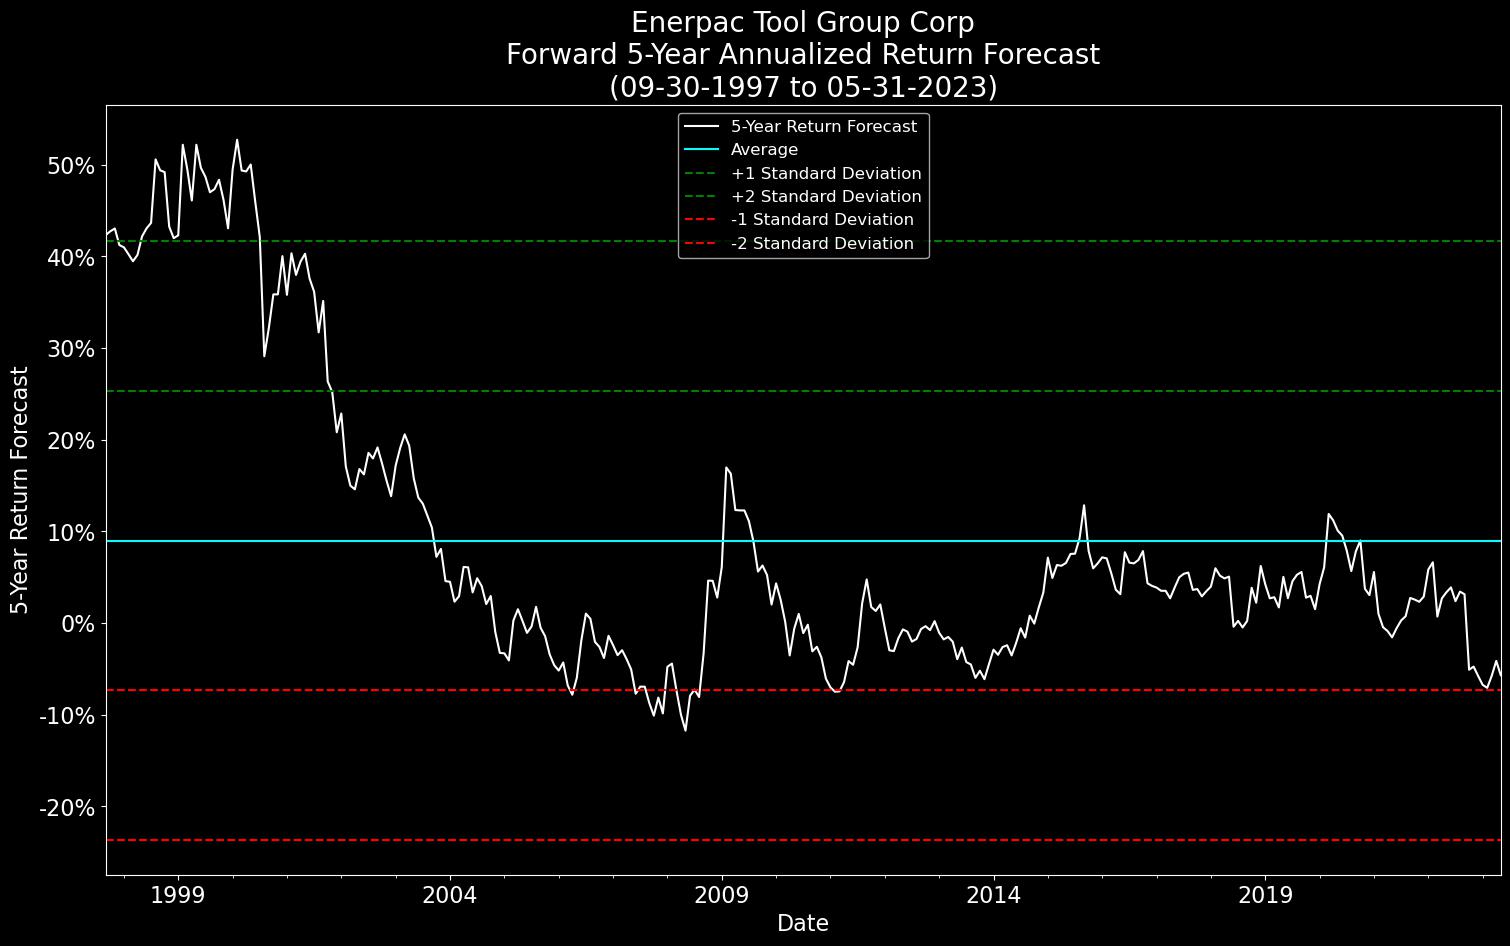 Enerpac Tool Group Corp
Forward 5-Year Annualized Return Forecast
(09-30-1997 to 05-31-2023)
5-Year Return Forecast
Average
+1 Standard Deviation
+2 Standard Deviation
-1 Standard Deviation
-2 Standard Deviation
5-Year Return Forecast
50%
40%
30%
20%
10%
0%
-10%
-20%
1999
2004
2009
2014
2019
Date